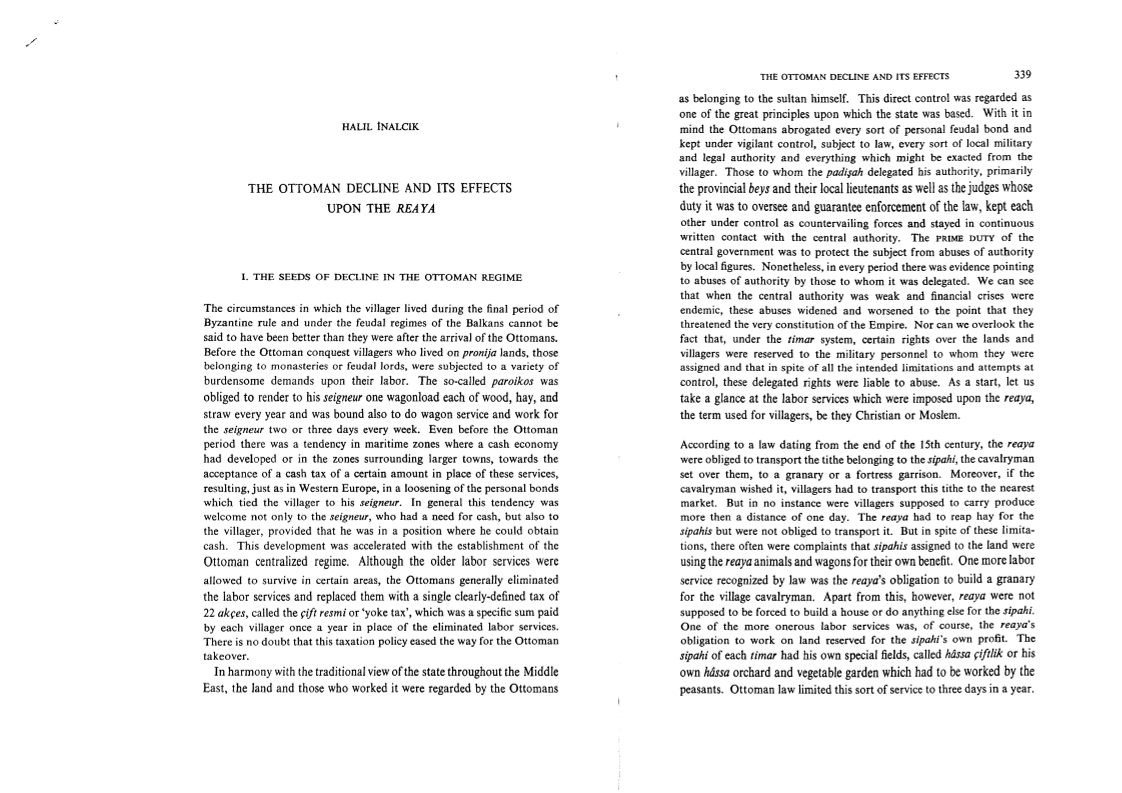 HALIL İNALCIK
THE OTTOMAN DECLINE AND ITS EFFECTS
UPON THE REAYA
I. THE SEEDS OF DECLINE IN THE OTTOMAN REGIME
The circumstances in which the villager lived during the final period of
Byzantine rule and under the feudal regimes of the Balkans cannot be
said to have been better than they were after the arrival of the Ottomans.
Before the Ottoman conquest villagers who lived on pronija lands, those
belonging to monasteries or feudal lords, were subjected to a variety of
burdensome demands upon their labor. The so-called paroikos was
obliged to render to his seigneur one wagonload each of wood, hay, and
straw every year and was bound also to do wagon service and work for
the seigneur two or three days every week. Even before the Ottoman
period there was a tendency in maritime zones where a cash economy
had developed or in the zones surrounding larger towns, towards the
acceptance of a cash tax of a certain amount in place of these services,
resulting, just as in Western Europe, in a loosening of the personal bonds
which tied the villager to his seigneur. In general this tendency was
welcome not only to the seigneur, who had a need for cash, but also to
the villager, provided that he was in a position where he could obtain
cash. This development was accelerated with the establishment of the
Ottoman centralized regime. Although the older labor services were
allowed to survive in certain areas, the Ottomans generally eliminated
the labor services and replaced them with a single clearly-defined tax of
22 akçes, called the çift resmi or 'yoke tax', which was a specific sum paid
by each villager once a year in place of the eliminated labor services.
There is no doubt that this taxation policy eased the way for the Ottoman
takeover.
In harmony with the traditional view of the state throughout the Middle
East, the land and those who worked it were regarded by the Ottomans
THE OTTOMAN DECLINE AND ITS EFFECTS 339
as belonging to the sultan himself. This direct control was regarded as
one of the great principles upon which the state was based. With it in
mind the Ottomans abrogated every sort of personal feudal bond and
kept under vigilant control, subject to law, every sort of local military
and legal authority and everything which might be exacted from the
villager. Those to whom the padişah delegated his authority, primarily
the provincial beys and their local lieutenants as well as the judges whose
duty it was to oversee and guarantee enforcement of the law, kept each
other under control as countervailing forces and stayed in continuous
written contact with the central authority. The PRIME DUTY of the
central government was to protect the subject from abuses of authority
by local figures. Nonetheless, in every period there was evidence pointing
to abuses of authority by those to whom it was delegated. We can see
that when the central authority was weak and financial crises were
endemic, these abuses widened and worsened to the point that they
threatened the very constitution of the Empire. Nor can we overlook the
fact that, under the timar system, certain rights over the lands and
villagers were reserved to the military personnel to whom they were
assigned and that in spite of all the intended limitations and attempts at
control, these delegated rights were liable to abuse. As a start, let us
take a glance at the labor services which were imposed upon the reaya,
the term used for villagers, be they Christian or Moslem.
According to a law dating from the end of the 15th century, the reaya
were obliged to transport the tithe belonging to the sipahi, the cavalryman
set over them, to a granary or a fortress garrison. Moreover, if the
cavalryman wished it, villagers had to transport this tithe to the nearest
market. But in no instance were villagers supposed to carry produce
more then a distance of one day. The reaya had to reap hay for the
sipahis but were not obliged to transport it. But in spite of these limita-
tions, there often were complaints that sipahis assigned to the land were
using the reaya animals and wagons for their own benefit. One more labor
service recognized by law was the reaya's obligation to build a granary
for the village cavalryman. Apart from this, however, reaya were not
supposed to be forced to build a house or do anything else for the sipahi.
One of the more onerous labor services was, of course, the reaya's
obligation to work on land reserved for the sipahi's own profit. The
sipahi of each timar had his own special fields, called hâssa çiftlik or his
own hâssa orchard and vegetable garden which had to be worked by the
peasants. Ottoman law limited this sort of service to three days in a year.